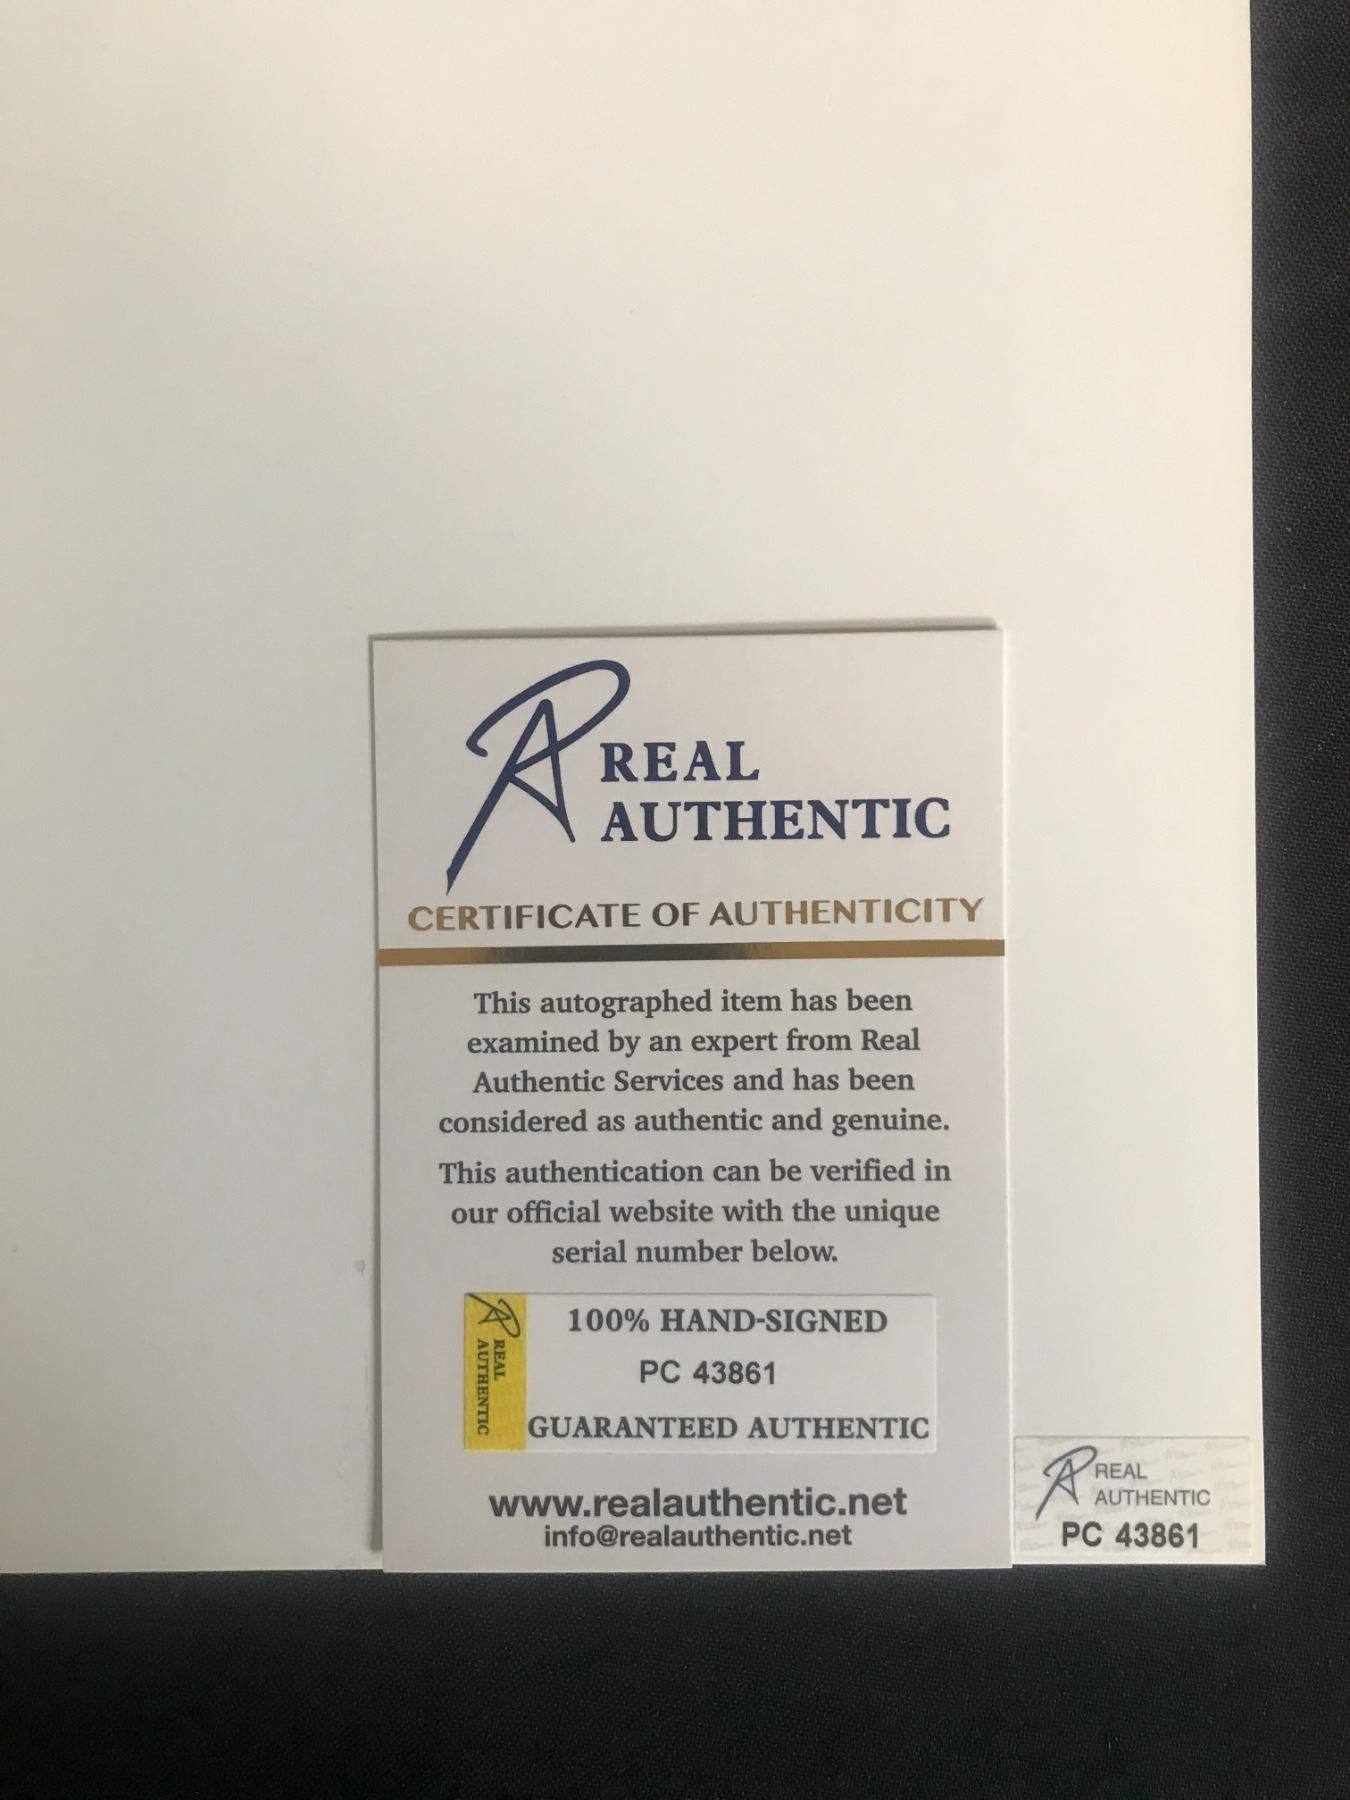 REAL
AUTHENTIC
CERTIFICATE OF AUTHENTICITY
This autographed item has been
examined by an expert from Real
Authentic Services and has been
considered as authentic and genuine.
This authentication can be verified in
our official website with the unique
serial number below.
REAL
AUTHENTIC
100% HAND-SIGNED
PC 43861
GUARANTEED AUTHENTIC
www.realauthentic.net
info@realauthentic.net
REAL
AUTHENTIC
PC 43861